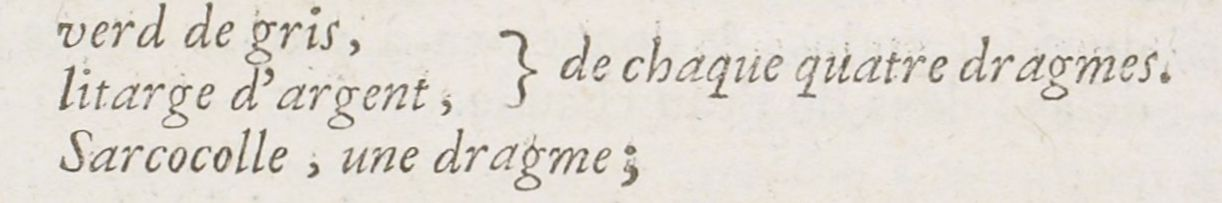 verd de gris,
litarge d'argent, } de chaque quatre dragmes.
Sarcocolle, une dragme;